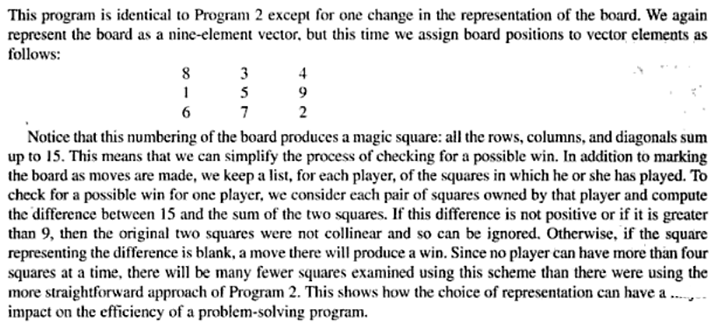 This program is identical to Program 2 except for one change in the representation of the board. We again
represent the board as a nine-element vector, but this time we assign board positions to vector elements as
follows:
8 3 4
1 5 9
6 7 2
Notice that this numbering of the board produces a magic square: all the rows, columns, and diagonals sum
up to 15. This means that we can simplify the process of checking for a possible win. In addition to marking
the board as moves are made, we keep a list, for each player, of the squares in which he or she has played. To
check for a possible win for one player, we consider each pair of squares owned by that player and compute
the difference between 15 and the sum of the two squares. If this difference is not positive or if it is greater
than 9, then the original two squares were not collinear and so can be ignored. Otherwise, if the square
representing the difference is blank, a move there will produce a win. Since no player can have more than four
squares at a time, there will be many fewer squares examined using this scheme than there were using the
more straightforward approach of Program 2. This shows how the choice of representation can have a
impact on the efficiency of a problem-solving program.